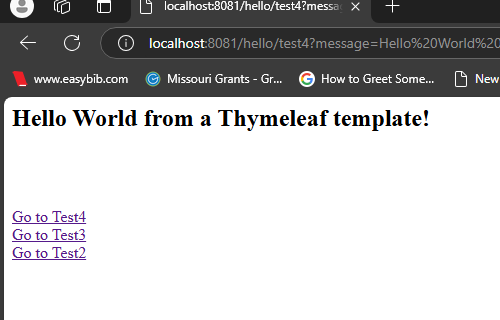 localhost:8081/hello/test4?messa
localhost:8081/hello/test4?message=Hello%20World%20
www.easybib.com
Missouri Grants - Gr...
How to Greet Some...
New
Hello World from a Thymeleaf template!
Go to Test4
Go to Test3
Go to Test2